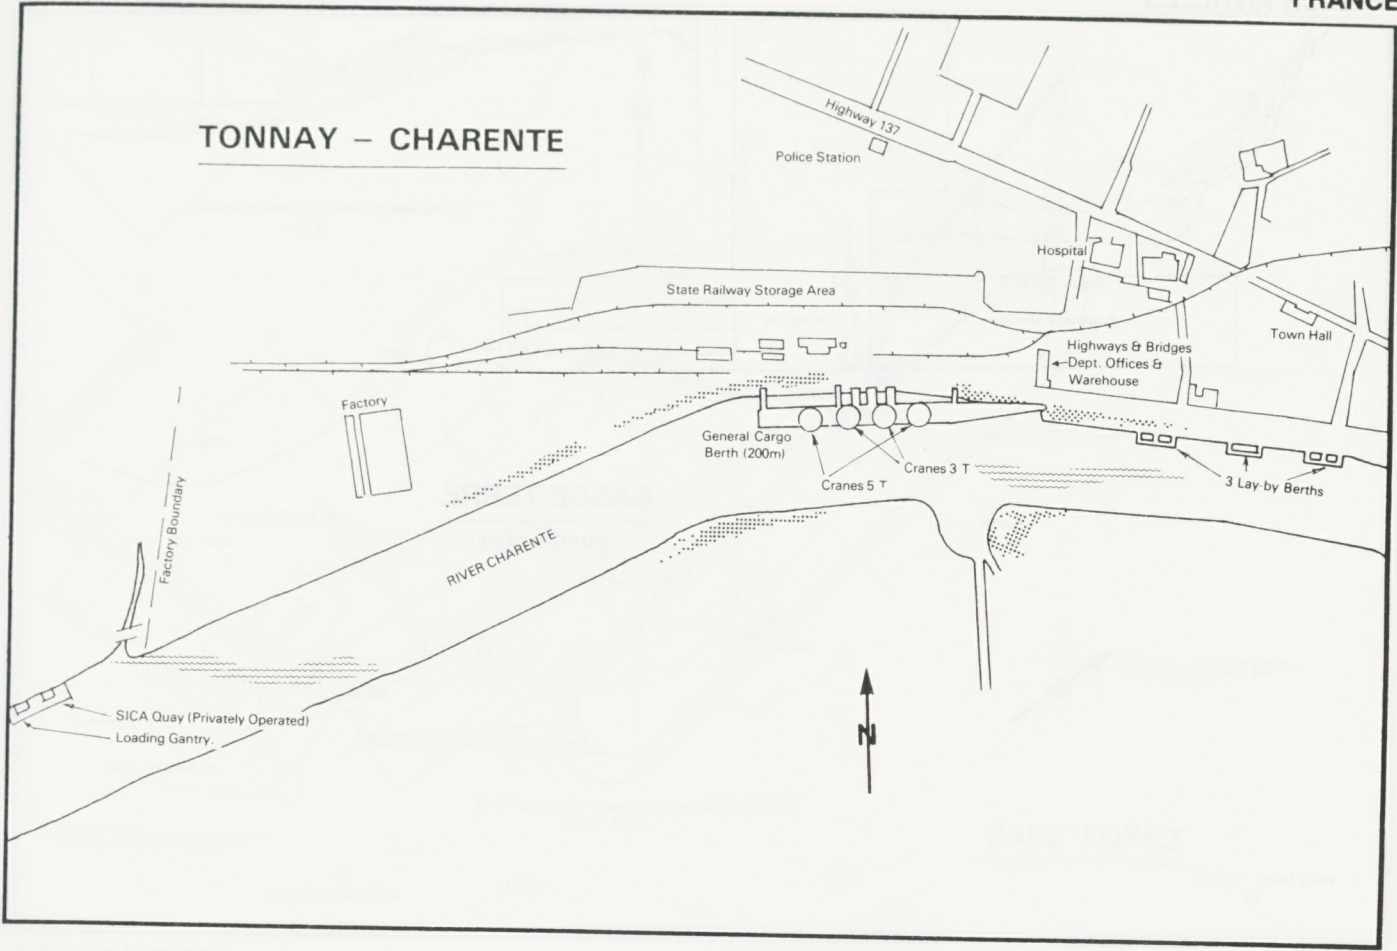 FRANCE
TONNAY – CHARENTE
Highway 137
Police Station
Hospital
State Railway Storage Area
Town Hall
Highways & Bridges
Dept. Offices &
Warehouse
Factory
General Cargo
Berth (200m)
Cranes 3 T
Cranes 5 T
3 Lay-by Berths
Factory Boundary
RIVER CHARENTE
SICA Quay (Privately Operated)
Loading Gantry.
N
BASSE TERRE
CAPE LOPEZ